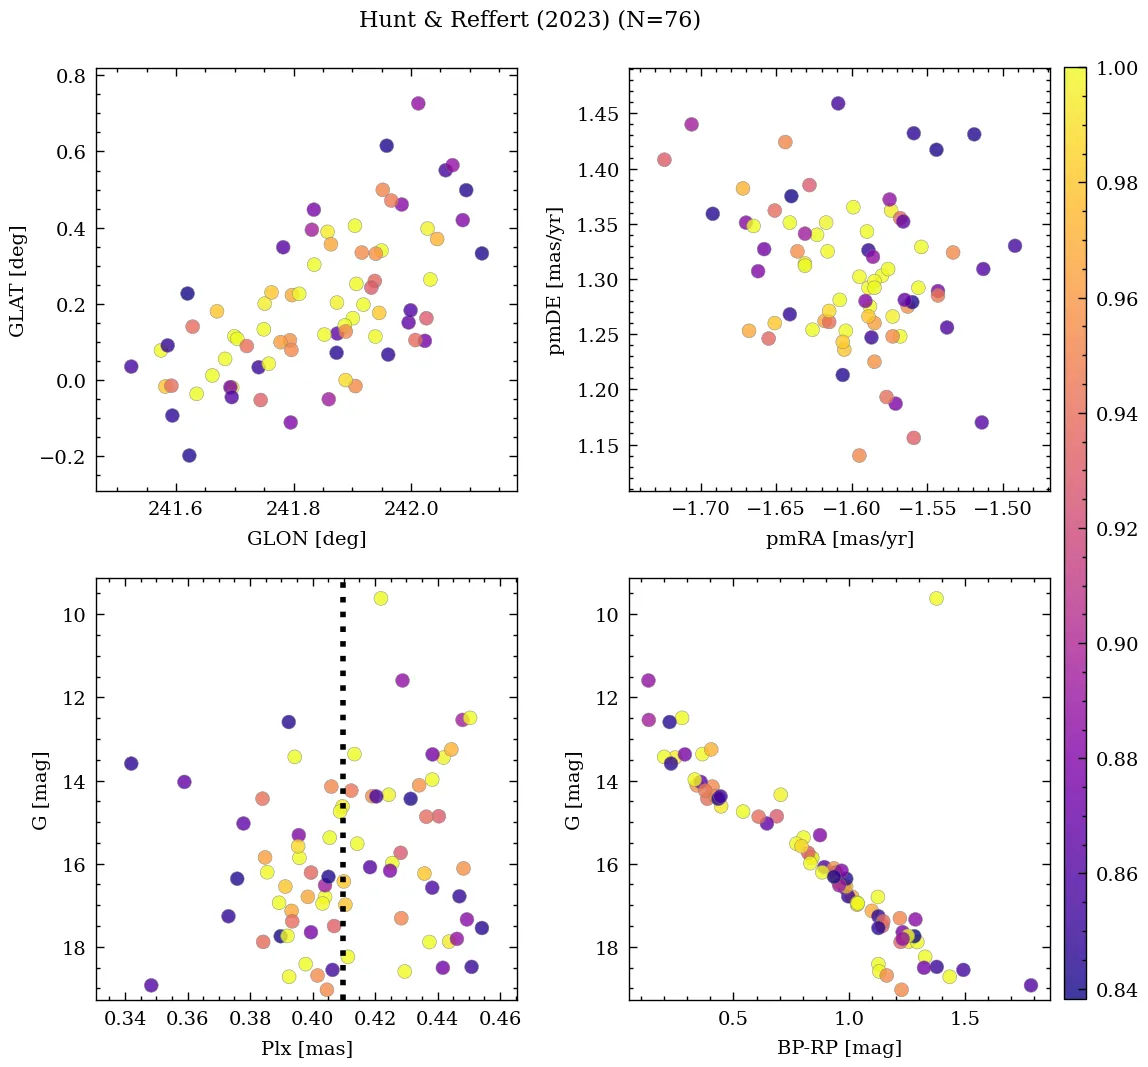 Hunt & Reffert (2023) (N=76)
0.8
0.6
0.4
0.2
0.0
−0.2
GLAT [deg]
241.6 241.8 242.0
GLON [deg]
1.45
1.40
1.35
1.30
1.25
1.20
1.15
pmDE [mas/yr]
−1.70 −1.65 −1.60 −1.55 −1.50
pmRA [mas/yr]
10
12
14
16
18
G [mag]
0.34 0.36 0.38 0.40 0.42 0.44 0.46
Plx [mas]
10
12
14
16
18
G [mag]
0.5 1.0 1.5
BP-RP [mag]
1.00
0.98
0.96
0.94
0.92
0.90
0.88
0.86
0.84